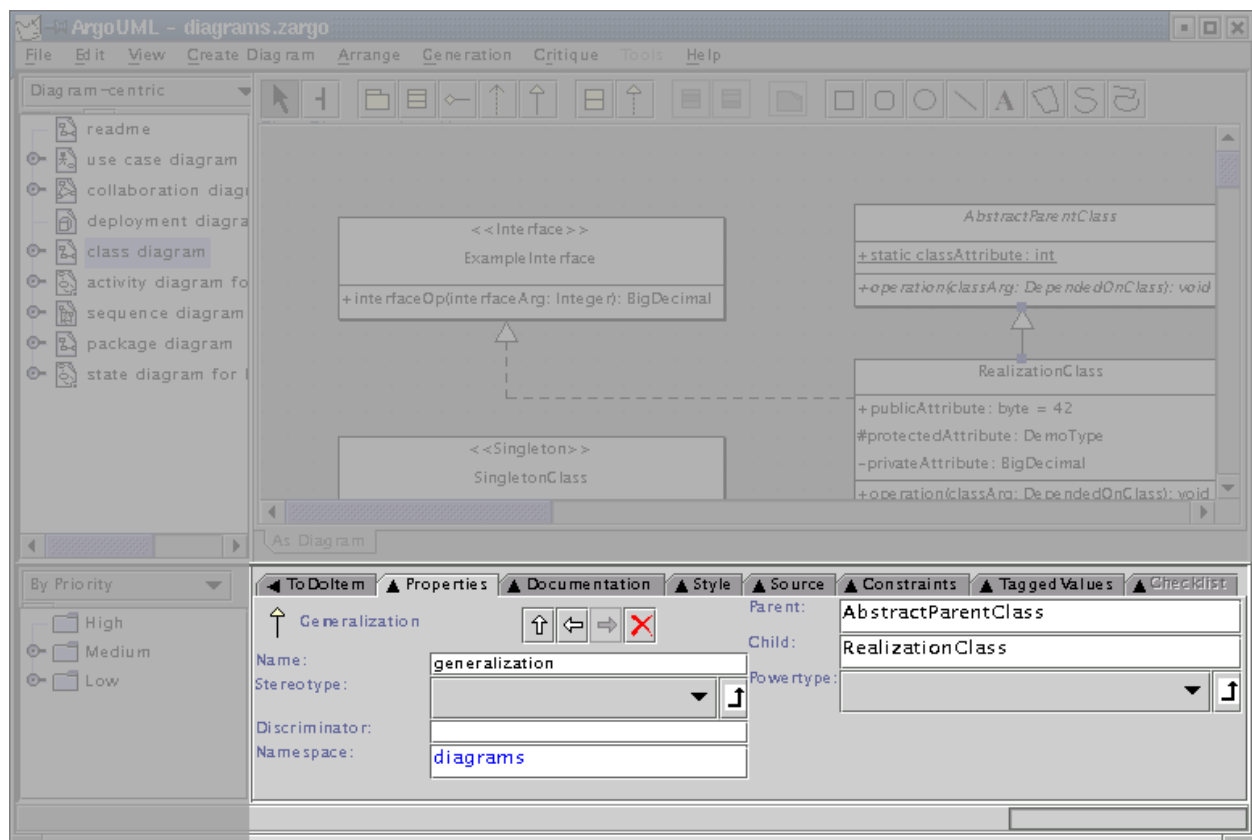 ArgoUML - diagrams.zargo
File Edit View Create Diagram Arrange Generation Critique Tools Help
Diagram-centric
readme
use case diagram
collaboration diagr
deployment diagra
class diagram
activity diagram fo
sequence diagram
package diagram
state diagram for
<<Interface>>
ExampleInterface
+interfaceOp(interfaceArg: Integer): BigDecimal
AbstractParentClass
+static classAttribute: int
+operation(classArg: DependedOnClass): void
RealizationClass
+publicAttribute: byte = 42
#protectedAttribute: DemoType
-privateAttribute: BigDecimal
+operation(classArg: DependedOnClass): void
<<Singleton>>
SingletonClass
As Diagram
By Priority
High
Medium
Low
ToDoItem Properties Documentation Style Source Constraints Tagged Values Checklist
Generalization
Name: generalization
Stereotype:
Discriminator:
Namespace: diagrams
Parent: AbstractParentClass
Child: RealizationClass
Powertype: